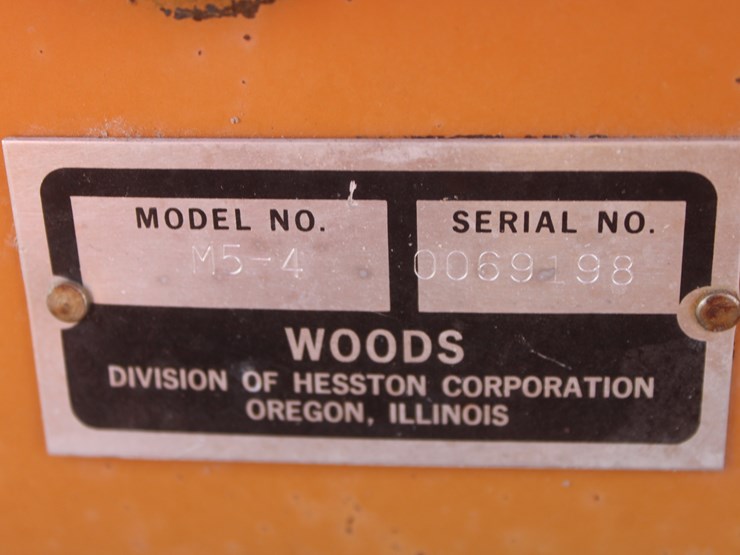 MODEL NO. SERIAL NO.
M5-4 0069198
WOODS
DIVISION OF HESSTON CORPORATION
OREGON, ILLINOIS